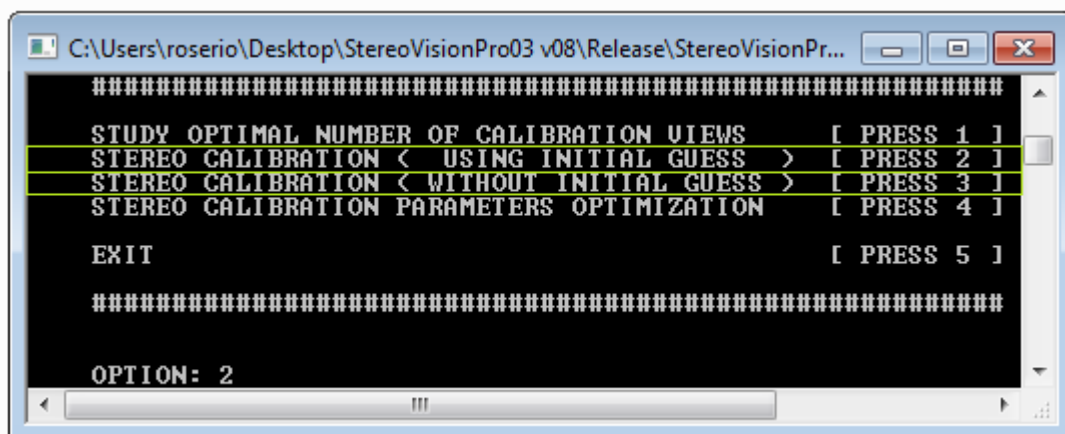 C:\Users\roserio\Desktop\StereoVisionPro03 v08\Release\StereoVisionPr...
#########################################################
STUDY OPTIMAL NUMBER OF CALIBRATION VIEWS [ PRESS 1 ]
STEREO CALIBRATION < USING INITIAL GUESS > [ PRESS 2 ]
STEREO CALIBRATION < WITHOUT INITIAL GUESS > [ PRESS 3 ]
STEREO CALIBRATION PARAMETERS OPTIMIZATION [ PRESS 4 ]
EXIT [ PRESS 5 ]
#########################################################
OPTION: 2